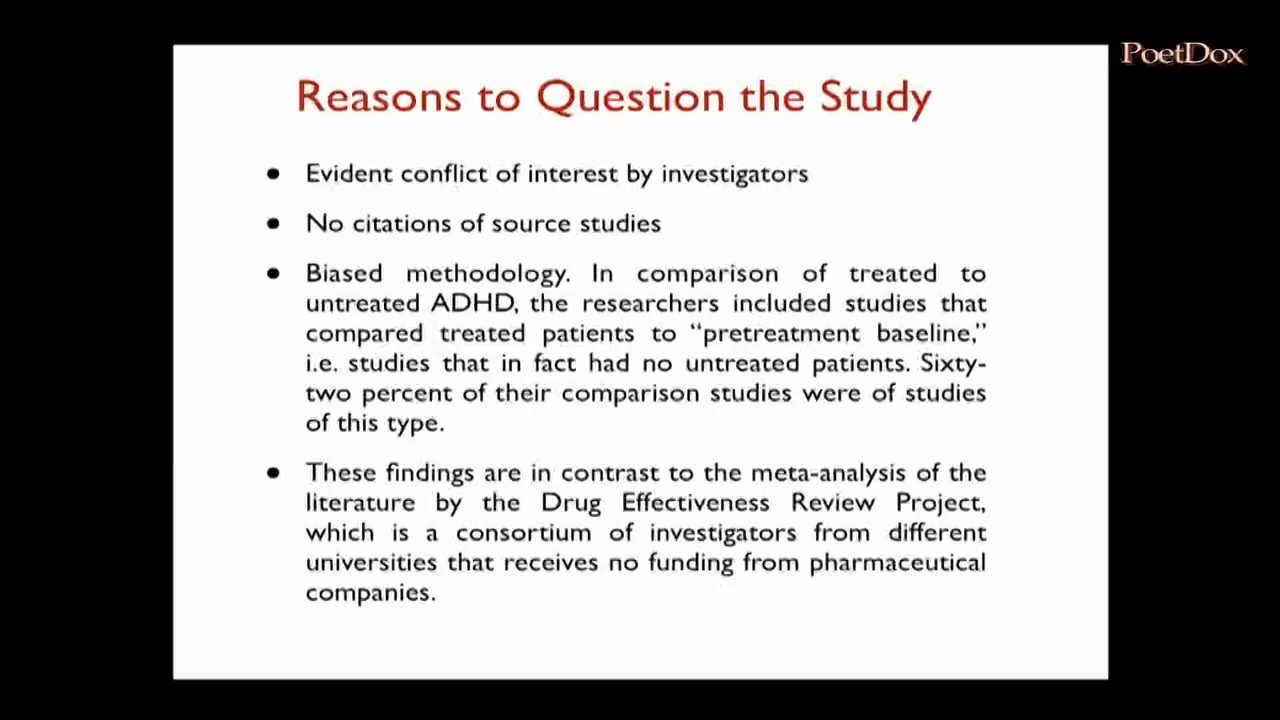 PoetDox
Reasons to Question the Study
• Evident conflict of interest by investigators
• No citations of source studies
• Biased methodology. In comparison of treated to
untreated ADHD, the researchers included studies that
compared treated patients to “pretreatment baseline,”
i.e. studies that in fact had no untreated patients. Sixty-
two percent of their comparison studies were of studies
of this type.
• These findings are in contrast to the meta-analysis of the
literature by the Drug Effectiveness Review Project,
which is a consortium of investigators from different
universities that receives no funding from pharmaceutical
companies.